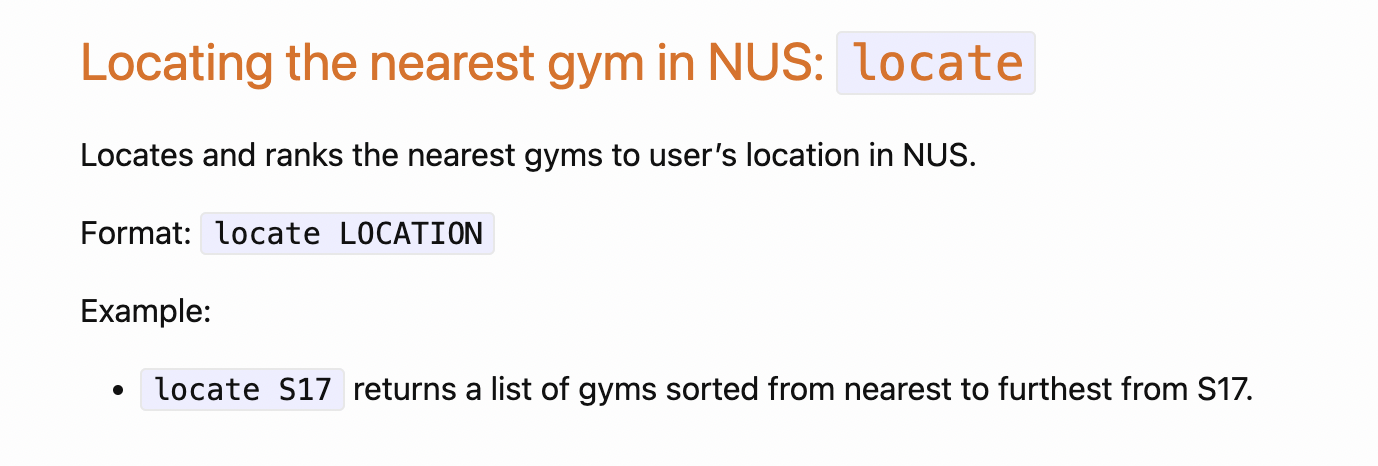 Locating the nearest gym in NUS: locate
Locates and ranks the nearest gyms to user’s location in NUS.
Format: locate LOCATION
Example:
• locate S17 returns a list of gyms sorted from nearest to furthest from S17.